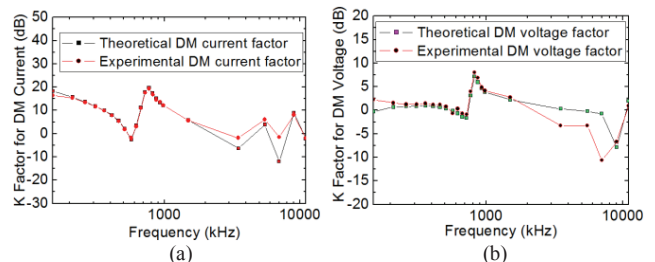 50
40
30
20
10
0
-10
-20
-30
K Factor for DM Current (dB)
Theoretical DM current factor
Experimental DM current factor
1000
10000
Frequency (kHz)
(a)
20
15
10
5
0
-5
-10
-15
-20
K Factor for DM Voltage (dB)
Theoretical DM voltage factor
Experimental DM voltage factor
1000
10000
Frequency (kHz)
(b)